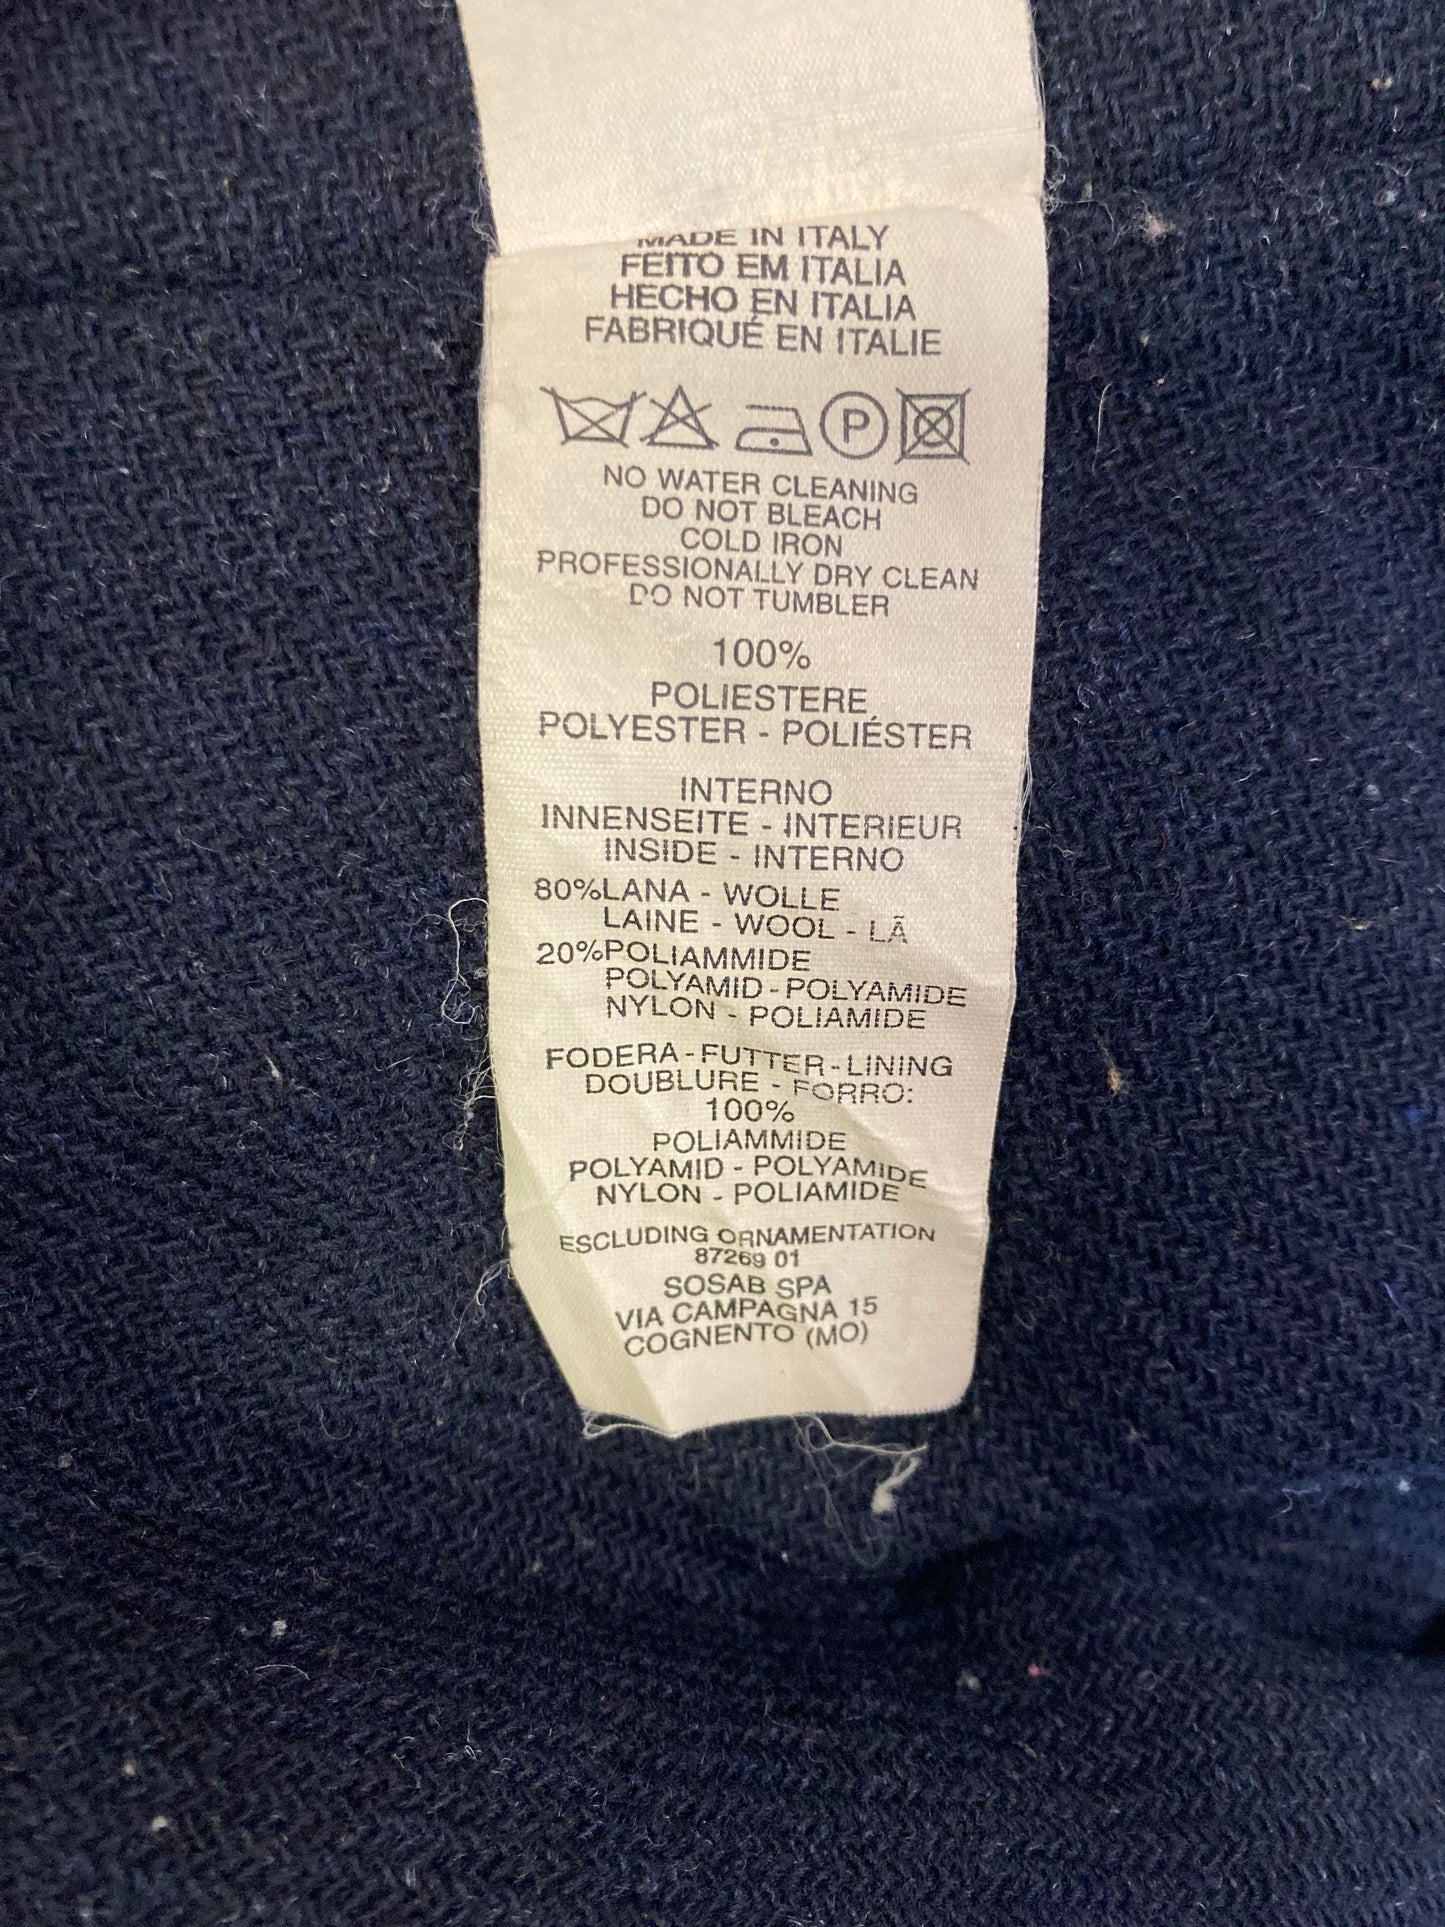 MADE IN ITALY
FEITO EM ITALIA
HECHO EN ITALIA
FABRIQUÉ EN ITALIE
P
NO WATER CLEANING
DO NOT BLEACH
COLD IRON
PROFESSIONALLY DRY CLEAN
DO NOT TUMBLER
100%
POLIESTERE
POLYESTER - POLIÉSTER
INTERNO
INNENSEITE - INTERIEUR
INSIDE - INTERNO
80%LANA - WOLLE
LAINE - WOOL - LÃ
20%POLIAMMIDE
POLYAMID - POLYAMIDE
NYLON - POLIAMIDE
FODERA - FUTTER - LINING
DOUBLURE - FORRO:
100%
POLIAMMIDE
POLYAMID - POLYAMIDE
NYLON - POLIAMIDE
ESCLUDING ORNAMENTATION
87269 01
SOSAB SPA
VIA CAMPAGNA 15
COGNENTO (MO)